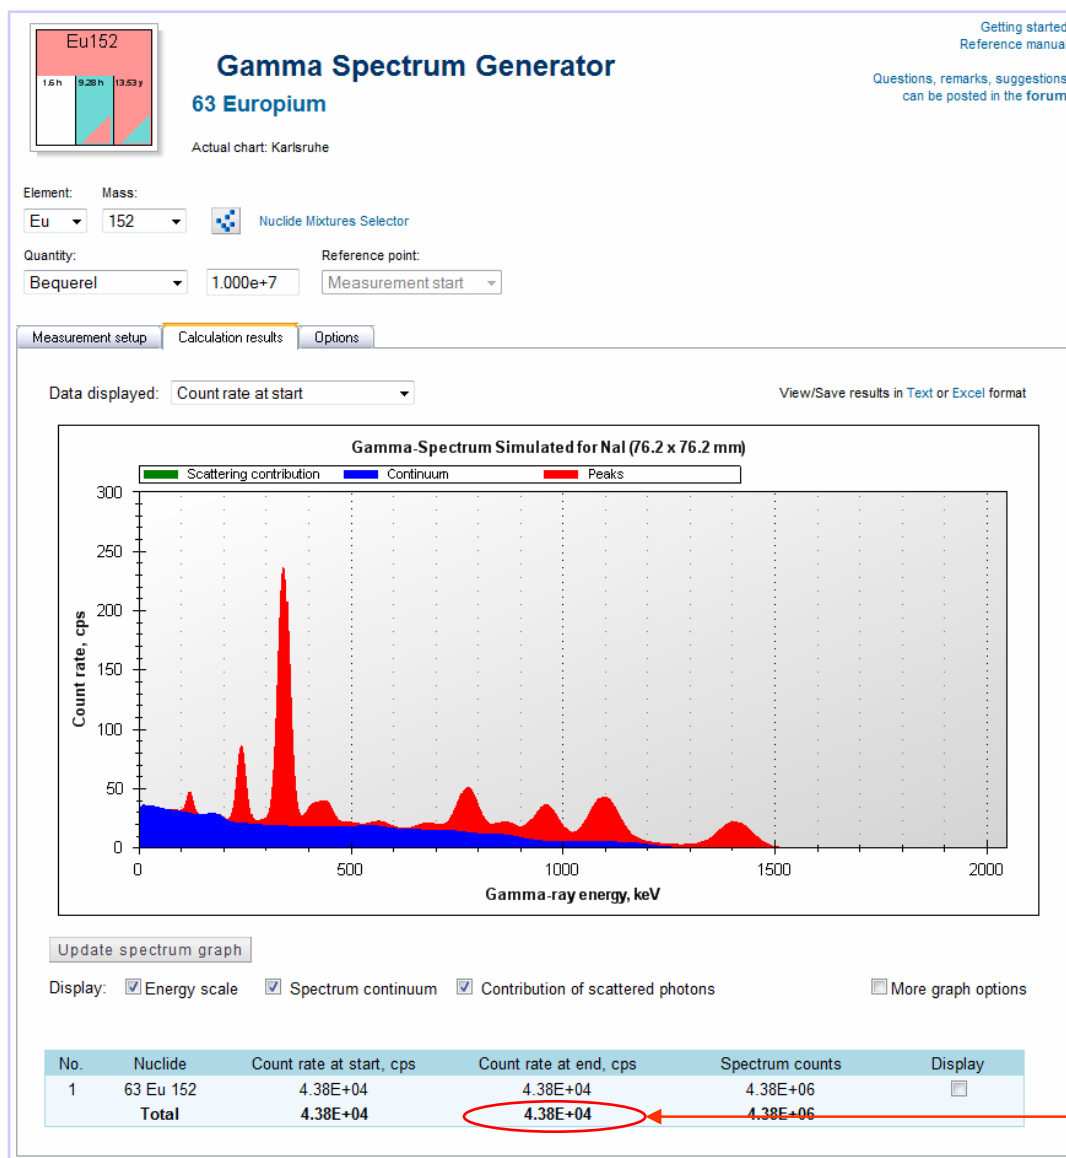 Eu152
1.6 h 9.28 h 13.53 y
Gamma Spectrum Generator
63 Europium
Actual chart: Karlsruhe
Getting started
Reference manua
Questions, remarks, suggestions
can be posted in the forum
Element: Mass:
Eu 152 Nuclide Mixtures Selector
Quantity: Reference point:
Bequerel 1.000e+7 Measurement start
Measurement setup Calculation results Options
Data displayed: Count rate at start View/Save results in Text or Excel format
Gamma-Spectrum Simulated for NaI (76.2 x 76.2 mm)
Scattering contribution Continuum Peaks
300
250
200
150
100
50
0
Count rate, cps
0 500 1000 1500 2000
Gamma-ray energy, keV
Update spectrum graph
Display: Energy scale Spectrum continuum Contribution of scattered photons More graph options
No. Nuclide Count rate at start, cps Count rate at end, cps Spectrum counts Display
1 63 Eu 152 4.38E+04 4.38E+04 4.38E+06
Total 4.38E+04 4.38E+04 4.38E+06